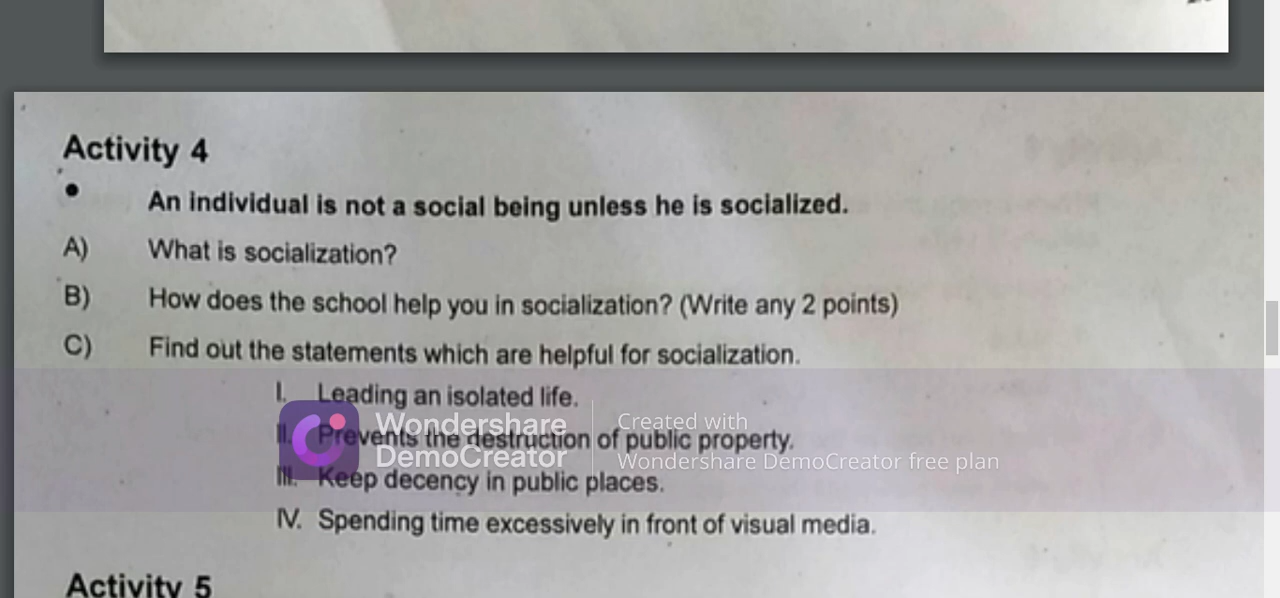 Activity 4
• An individual is not a social being unless he is socialized.
A) What is socialization?
B) How does the school help you in socialization? (Write any 2 points)
C) Find out the statements which are helpful for socialization.
I. Leading an isolated life.
Wondershare DemoCreator
Created with
Wondershare DemoCreator free plan
II. Prevents the destruction of public property.
III. Keep decency in public places.
IV. Spending time excessively in front of visual media.
Activity 5